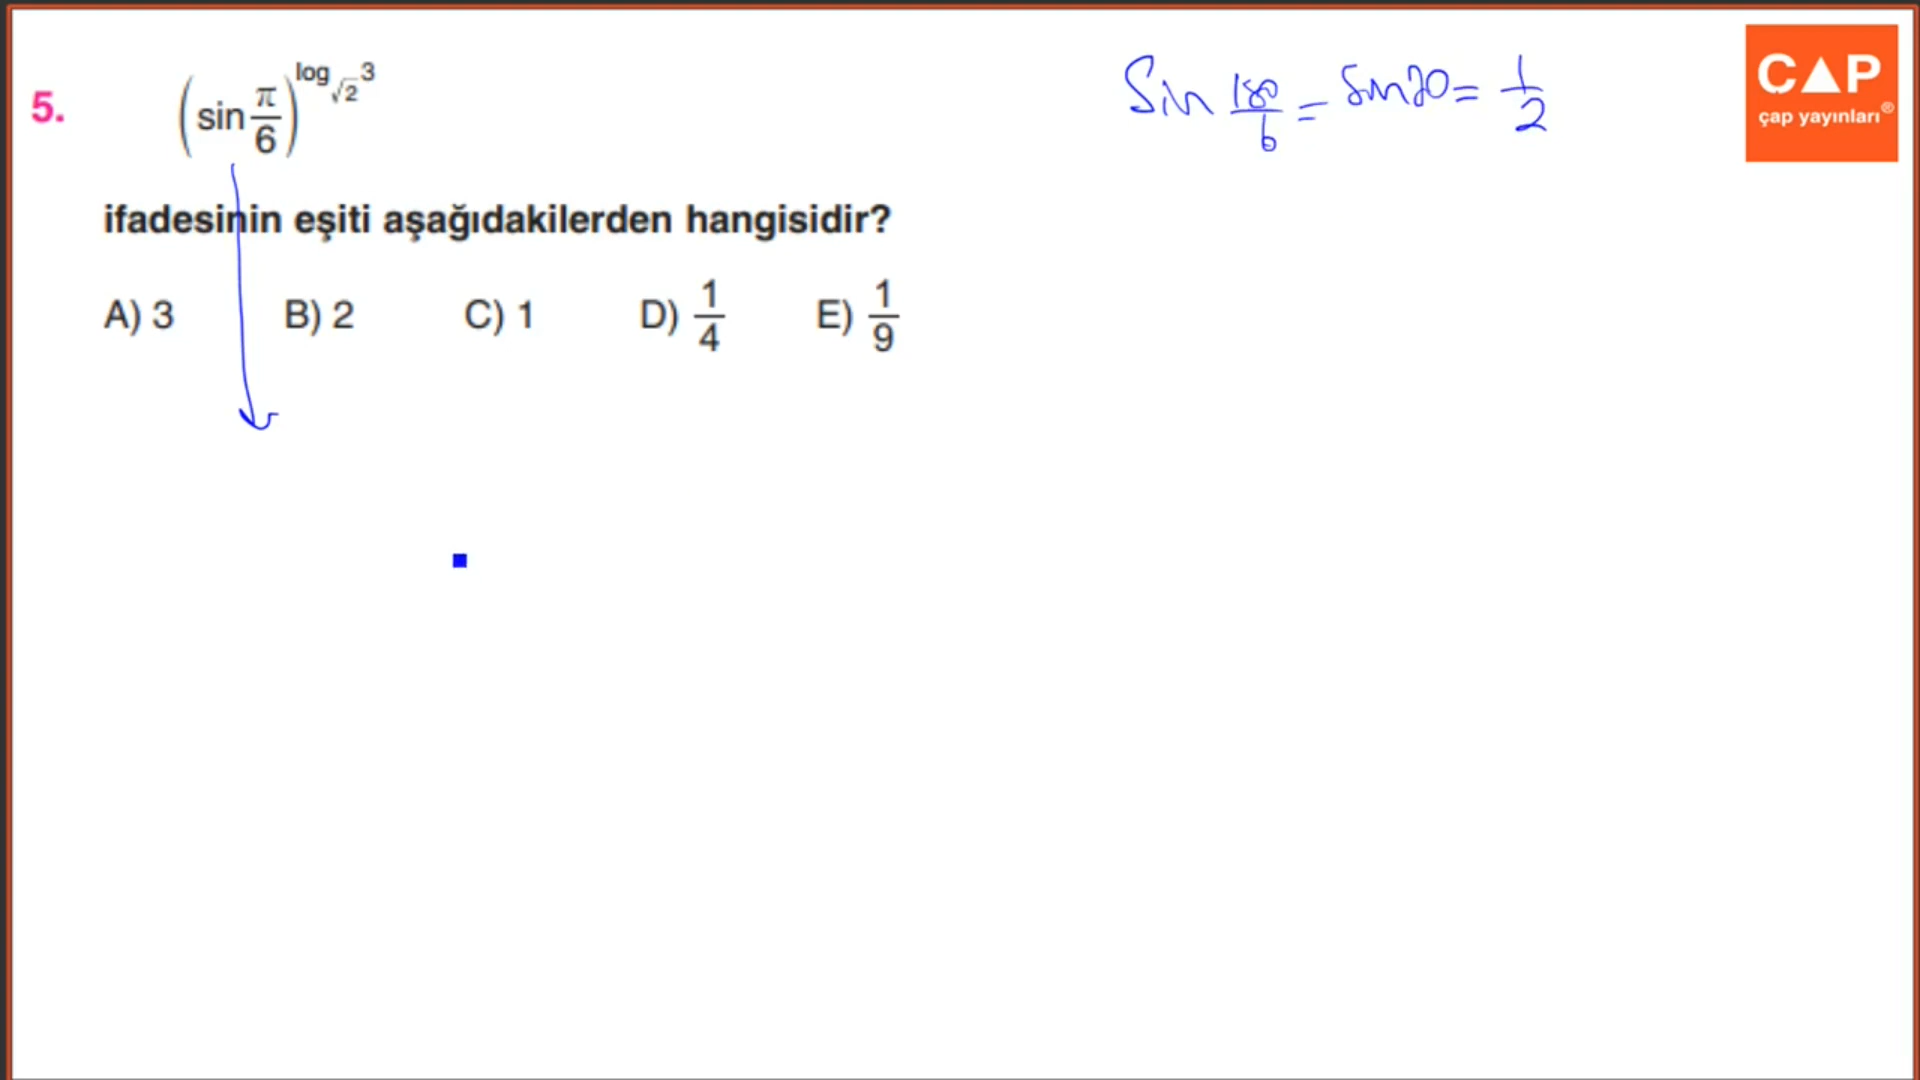 5. (sin π/6)^log_√2 3
Sin 180/6 = Sin30 = 1/2
CAP
çap yayınları®
ifadesinin eşiti aşağıdakilerden hangisidir?
A) 3 B) 2 C) 1 D) 1/4 E) 1/9